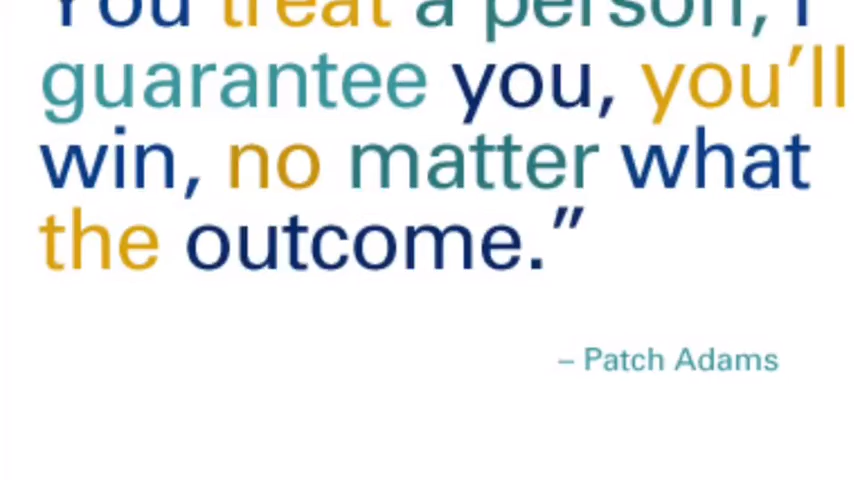 You treat a person, I
guarantee you, you’ll
win, no matter what
the outcome.”
– Patch Adams